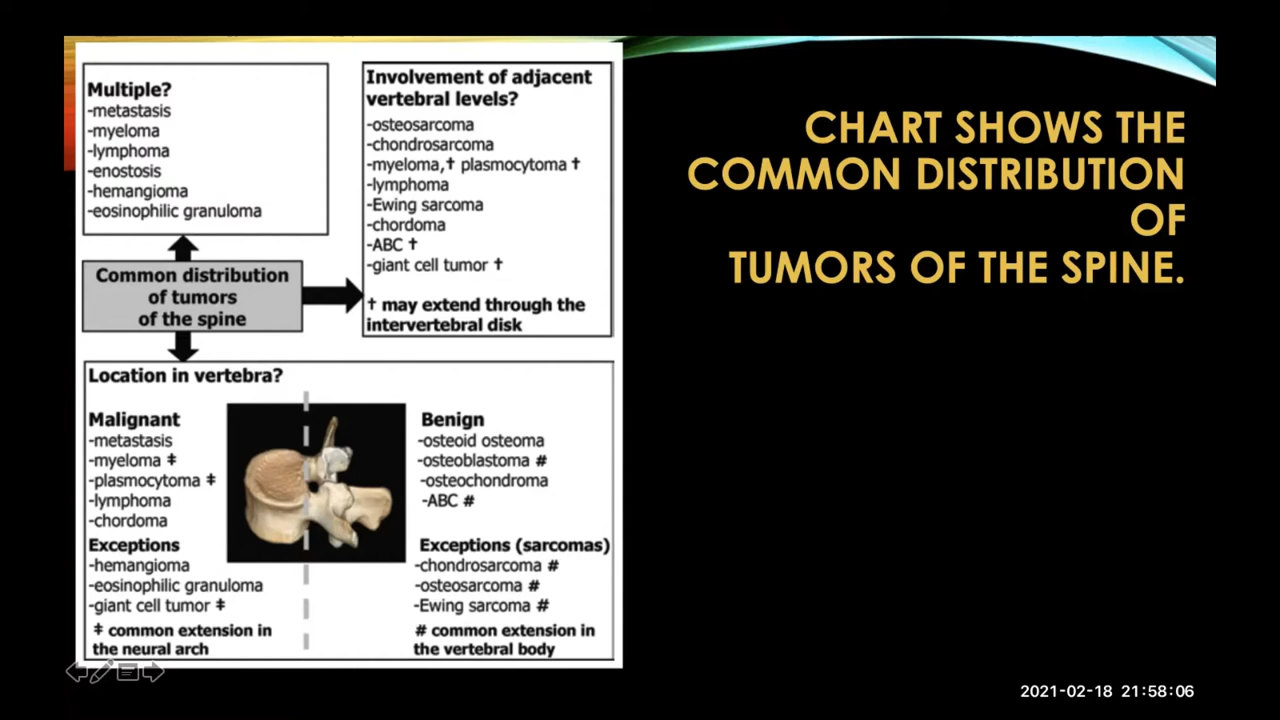 Multiple?
-metastasis
-myeloma
-lymphoma
-enostosis
-hemangioma
-eosinophilic granuloma
Involvement of adjacent
vertebral levels?
-osteosarcoma
-chondrosarcoma
-myeloma,† plasmocytoma †
-lymphoma
-Ewing sarcoma
-chordoma
-ABC †
-giant cell tumor †
† may extend through the
intervertebral disk
Common distribution
of tumors
of the spine
Location in vertebra?
Malignant
-metastasis
-myeloma ‡
-plasmocytoma ‡
-lymphoma
-chordoma
Exceptions
-hemangioma
-eosinophilic granuloma
-giant cell tumor ‡
‡ common extension in
the neural arch
Benign
-osteoid osteoma
-osteoblastoma #
-osteochondroma
-ABC #
Exceptions (sarcomas)
-chondrosarcoma #
-osteosarcoma #
-Ewing sarcoma #
# common extension in
the vertebral body
CHART SHOWS THE
COMMON DISTRIBUTION
OF
TUMORS OF THE SPINE.
2021-02-18 21:58:06